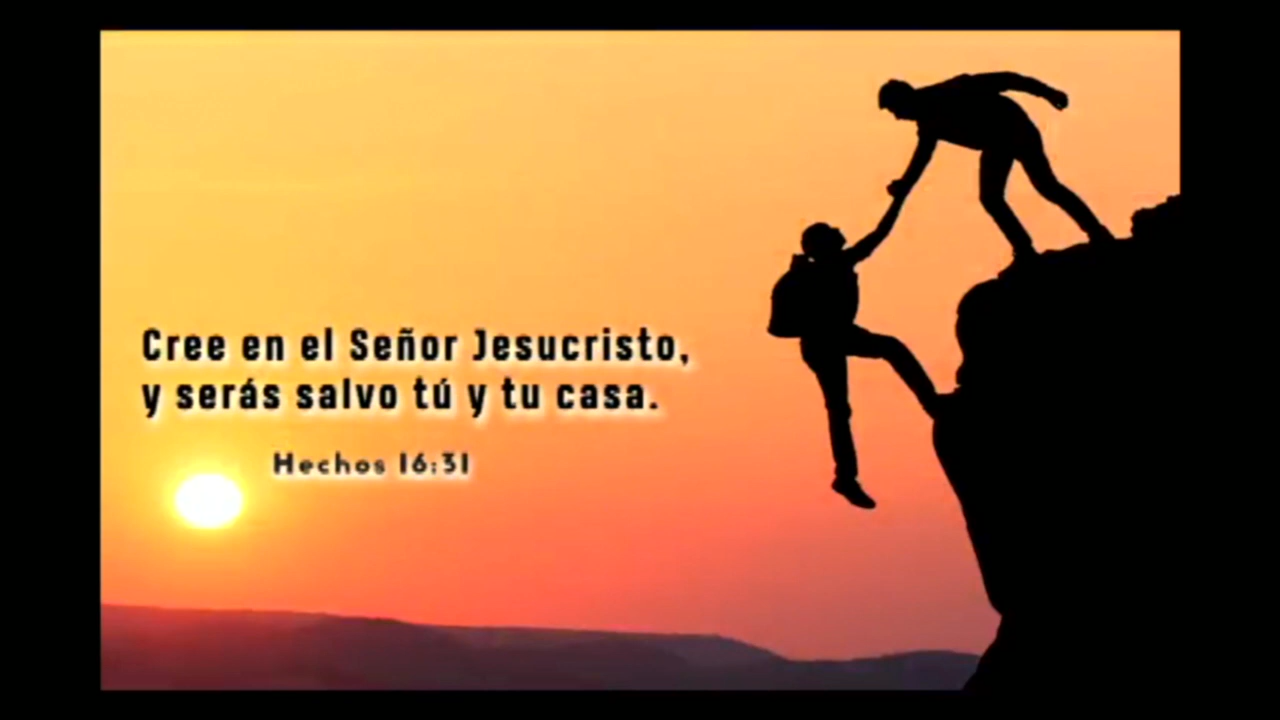 Cree en el Señor Jesucristo,
y serás salvo tú y tu casa.
Hechos 16:31